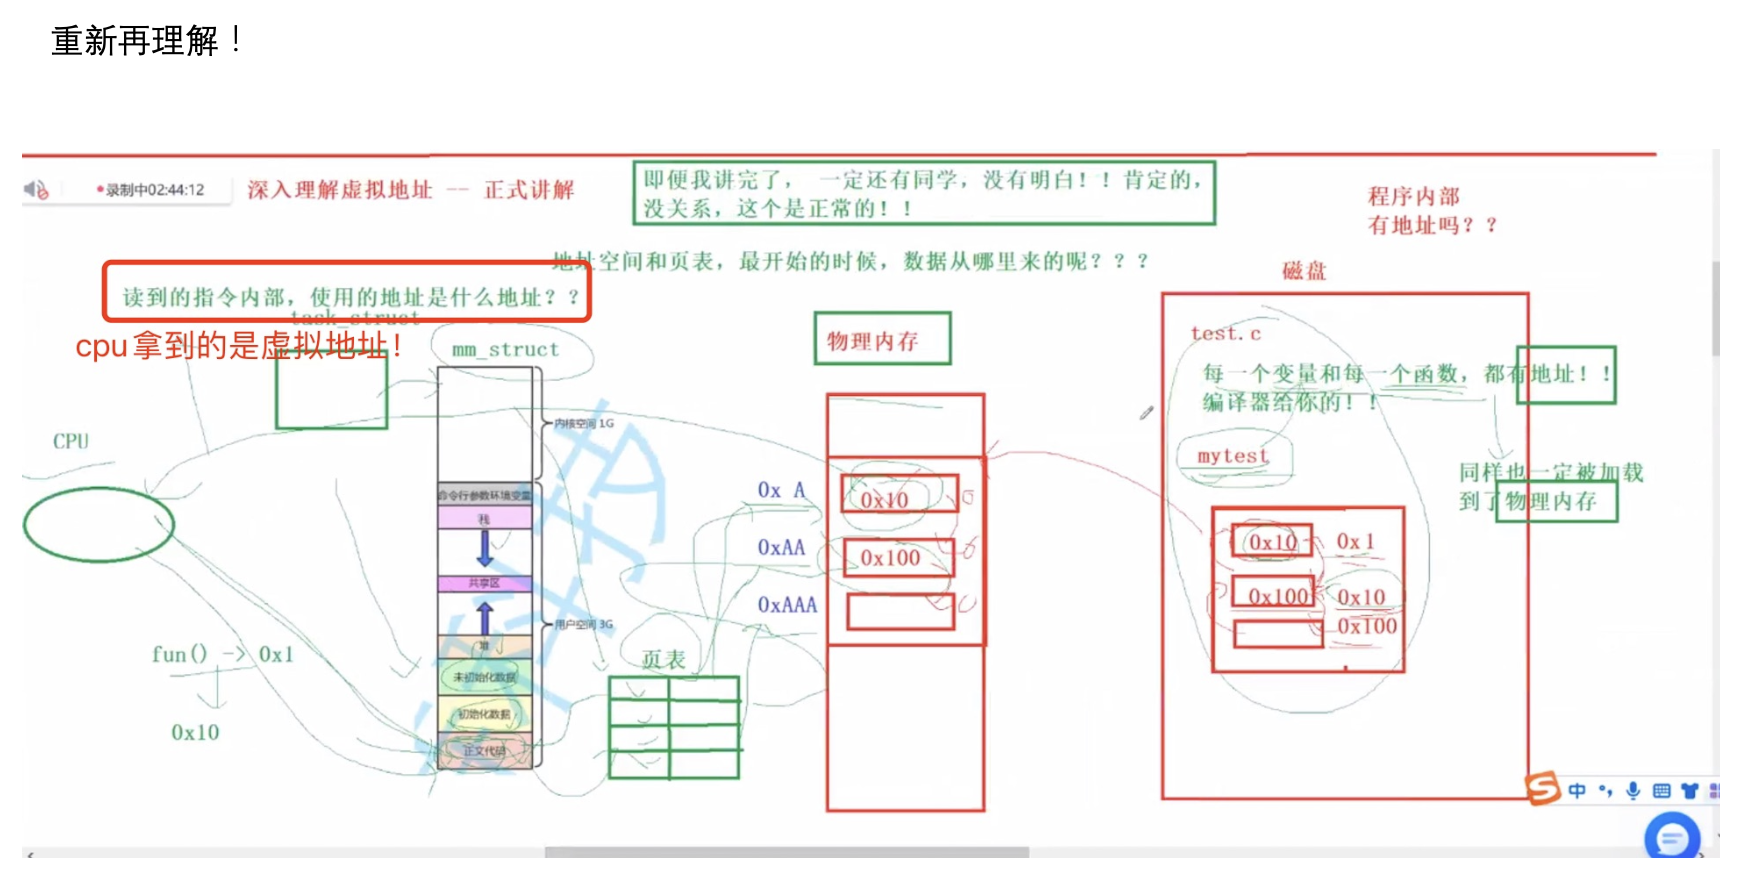 重新再理解！
录制中02:44:12
深入理解虚拟地址 -- 正式讲解
即便我讲完了， 一定还有同学，没有明白！！肯定的，
没关系，这个是正常的！！
程序内部
有地址吗？？
地址空间和页表，最开始的时候，数据从哪里来的呢？？？
磁盘
读到的指令内部，使用的地址是什么地址？？
task_struct
cpu拿到的是虚拟地址！
mm_struct
物理内存
test.c
每一个变量和每一个函数，都有地址！！
编译器给你的！！
内核空间1G
CPU
mytest
同样也一定被加载
到了物理内存
命令行参数环境变量
栈
0x A
0x10
0xAA
0x100
0xAAA
共享区
用户空间3G
堆
0x10
0x1
0x100
0x10
0x100
fun() -> 0x1
0x10
页表
未初始化数据
初始化数据
正文代码
中